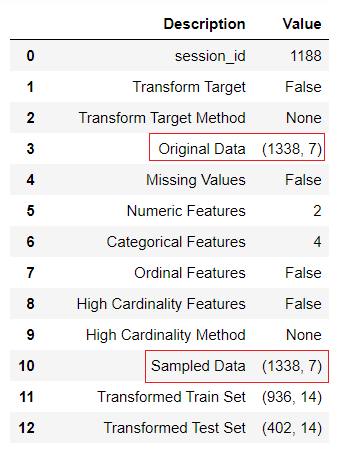 Description Value
0 session_id 1188
1 Transform Target False
2 Transform Target Method None
3 Original Data (1338, 7)
4 Missing Values False
5 Numeric Features 2
6 Categorical Features 4
7 Ordinal Features False
8 High Cardinality Features False
9 High Cardinality Method None
10 Sampled Data (1338, 7)
11 Transformed Train Set (936, 14)
12 Transformed Test Set (402, 14)